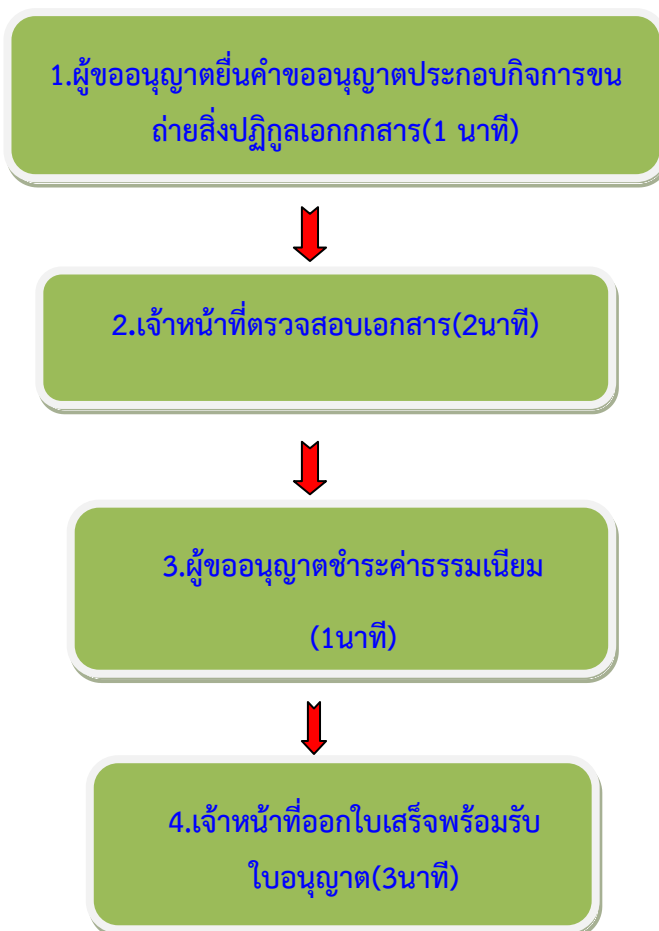 1.ผู้ขออนุญาตยื่นคำขออนุญาตประกอบกิจการขน
ถ่ายสิ่งปฏิกูลเอกกกสาร(1 นาที)
2.เจ้าหน้าที่ตรวจสอบเอกสาร(2นาที)
3.ผู้ขออนุญาตชำระค่าธรรมเนียม
(1นาที)
4.เจ้าหน้าที่ออกใบเสร็จพร้อมรับ
ใบอนุญาต(3นาที)